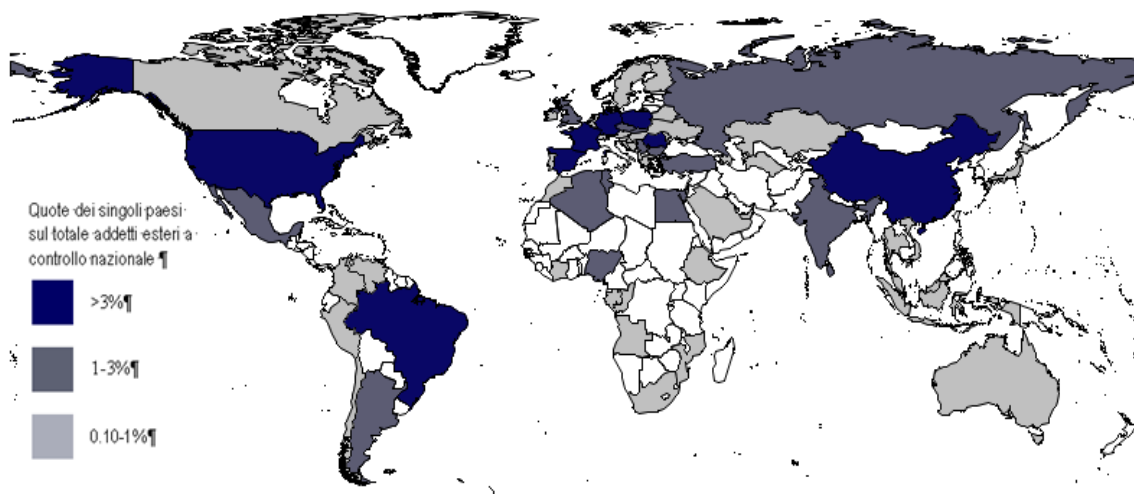 Quote dei singoli paesi
sul totale addetti esteri a
controllo nazionale ¶
>3%¶
1-3%¶
0.10-1%¶